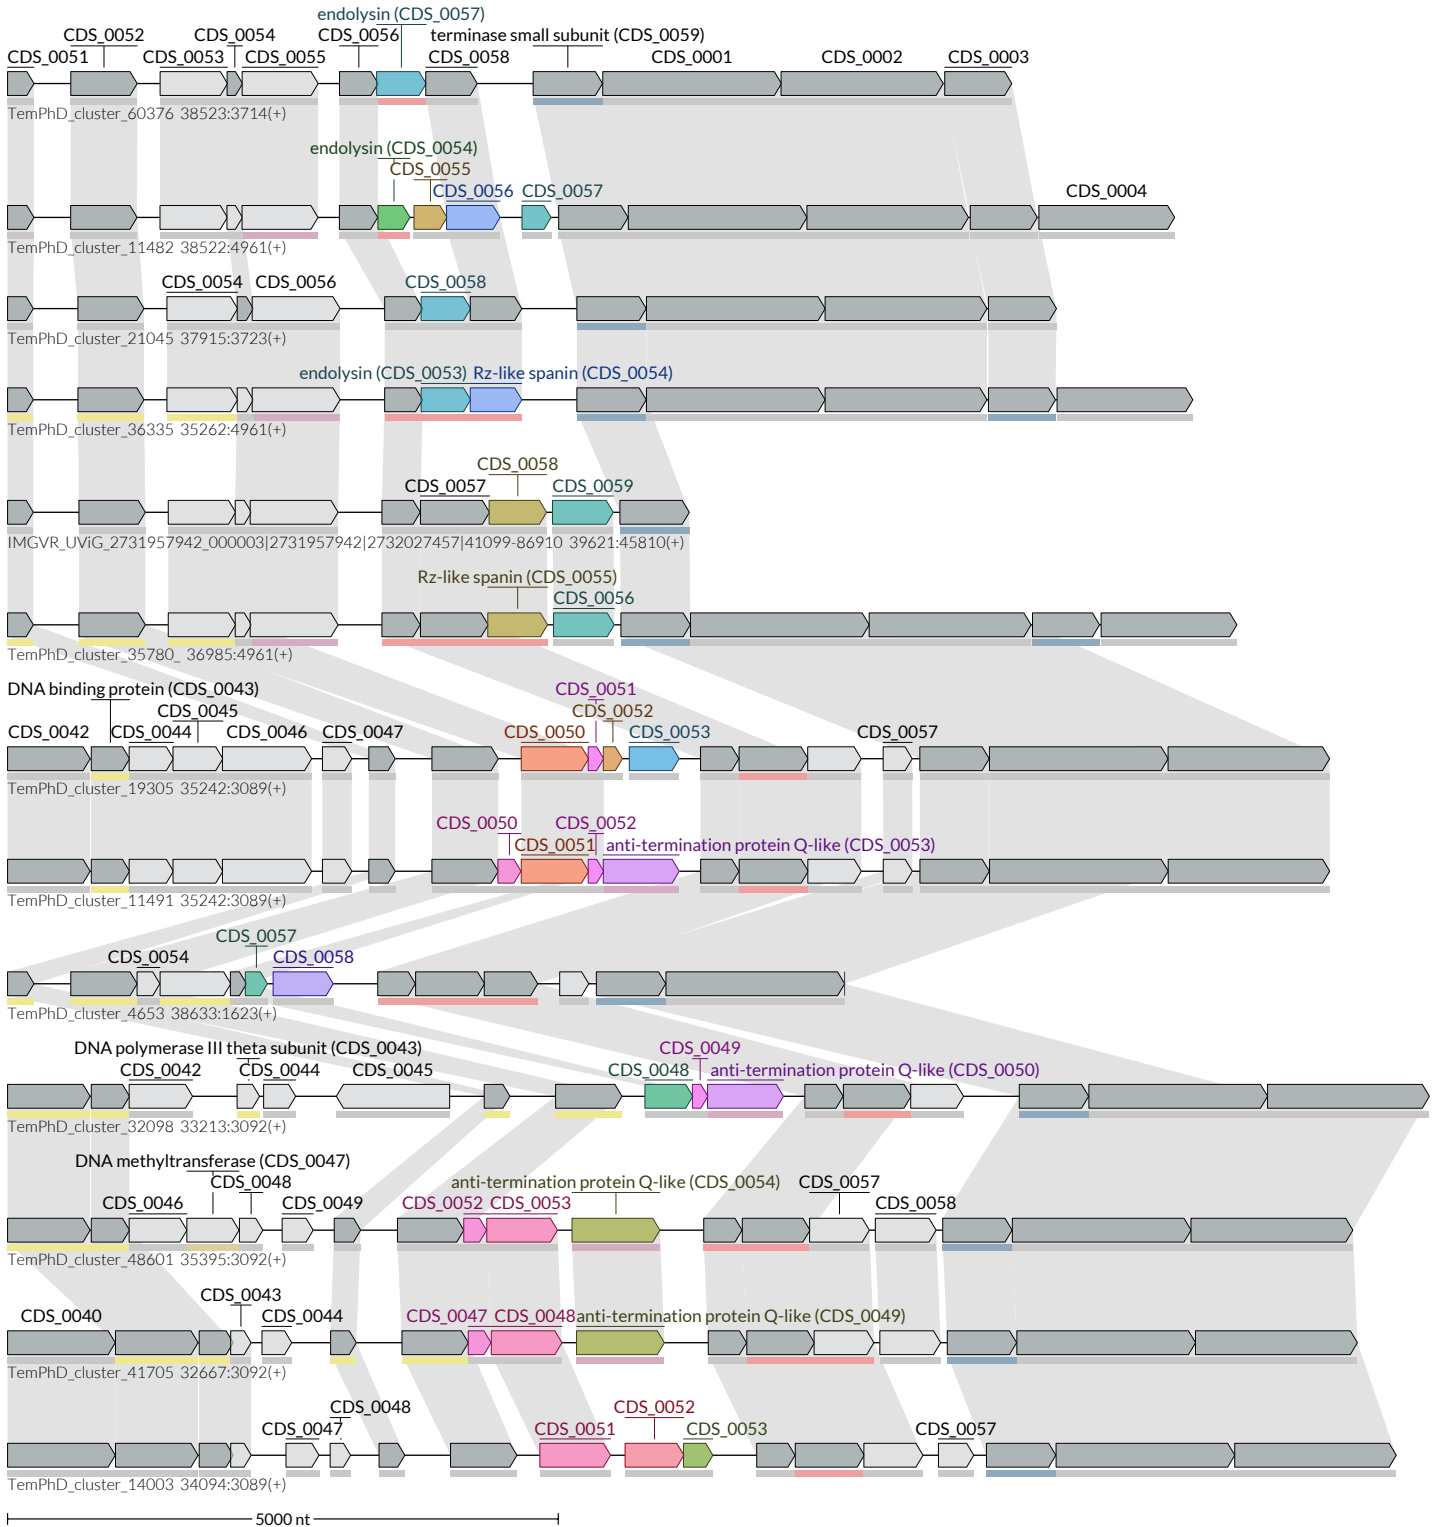 endolysin (CDS_0057)
CDS_0052 CDS_0054 CDS_0056 terminase small subunit (CDS_0059)
CDS_0051 CDS_0053 CDS_0055 CDS_0058 CDS_0001 CDS_0002 CDS_0003
TemPhD_cluster_60376 38523:3714(+)
endolysin (CDS_0054)
CDS_0055
CDS_0056 CDS_0057 CDS_0004
TemPhD_cluster_11482 38522:4961(+)
CDS_0054 CDS_0056 CDS_0058
TemPhD_cluster_21045 37915:3723(+)
endolysin (CDS_0053) Rz-like spanin (CDS_0054)
TemPhD_cluster_36335 35262:4961(+)
CDS_0058
CDS_0057 CDS_0059
IMGVR_UViG_2731957942_000003|2731957942|2732027457|41099-86910 39621:45810(+)
Rz-like spanin (CDS_0055)
CDS_0056
TemPhD_cluster_35780_ 36985:4961(+)
DNA binding protein (CDS_0043) CDS_0051
CDS_0045 CDS_0052
CDS_0042 CDS_0044 CDS_0046 CDS_0047 CDS_0050 CDS_0053 CDS_0057
TemPhD_cluster_19305 35242:3089(+)
CDS_0050 CDS_0052
CDS_0051 anti-termination protein Q-like (CDS_0053)
TemPhD_cluster_11491 35242:3089(+)
CDS_0057
CDS_0054 CDS_0058
TemPhD_cluster_4653 38633:1623(+)
DNA polymerase III theta subunit (CDS_0043) CDS_0049
CDS_0042 CDS_0044 CDS_0045 CDS_0048 anti-termination protein Q-like (CDS_0050)
TemPhD_cluster_32098 33213:3092(+)
DNA methyltransferase (CDS_0047)
CDS_0048 anti-termination protein Q-like (CDS_0054) CDS_0057
CDS_0046 CDS_0049 CDS_0052 CDS_0053 CDS_0058
TemPhD_cluster_48601 35395:3092(+)
CDS_0043
CDS_0040 CDS_0044 CDS_0047 CDS_0048 anti-termination protein Q-like (CDS_0049)
TemPhD_cluster_41705 32667:3092(+)
CDS_0048 CDS_0052
CDS_0047 CDS_0051 CDS_0053 CDS_0057
TemPhD_cluster_14003 34094:3089(+)
5000 nt